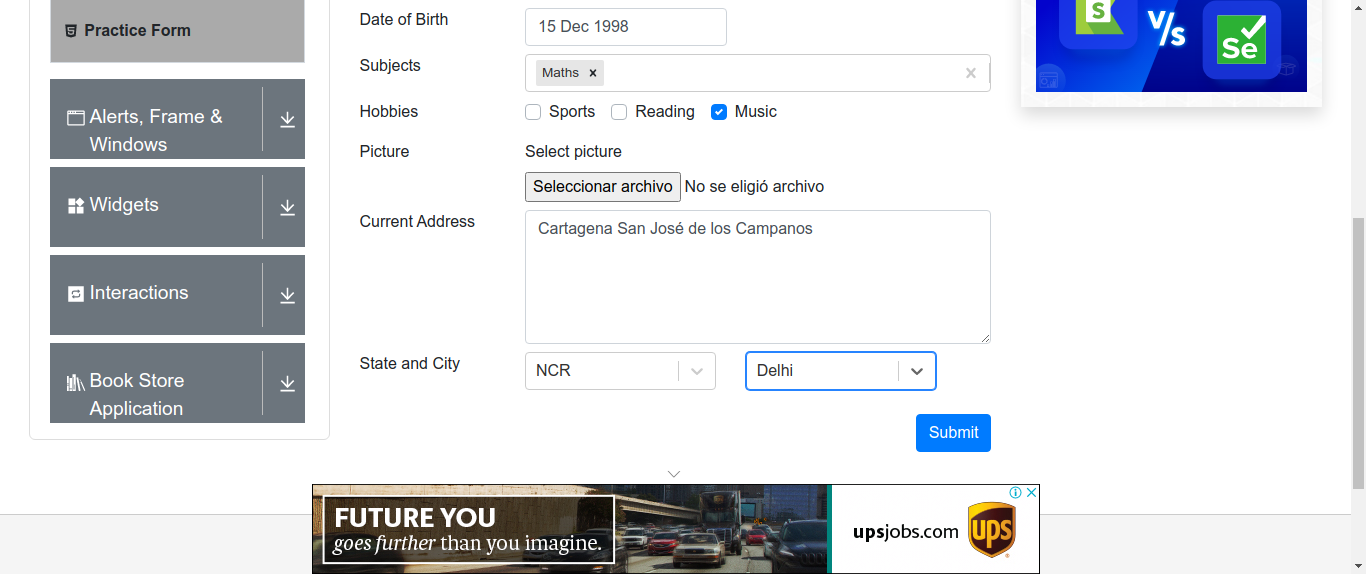 Practice Form
Alerts, Frame &
Windows
Widgets
Interactions
Book Store
Application
Date of Birth
15 Dec 1998
Subjects
Maths
Hobbies
Sports
Reading
Music
Picture
Select picture
Seleccionar archivo No se eligió archivo
Current Address
Cartagena San José de los Campanos
State and City
NCR
Delhi
Submit
S
V/s
Se
FUTURE YOU
goes further than you imagine.
upsjobs.com
ups